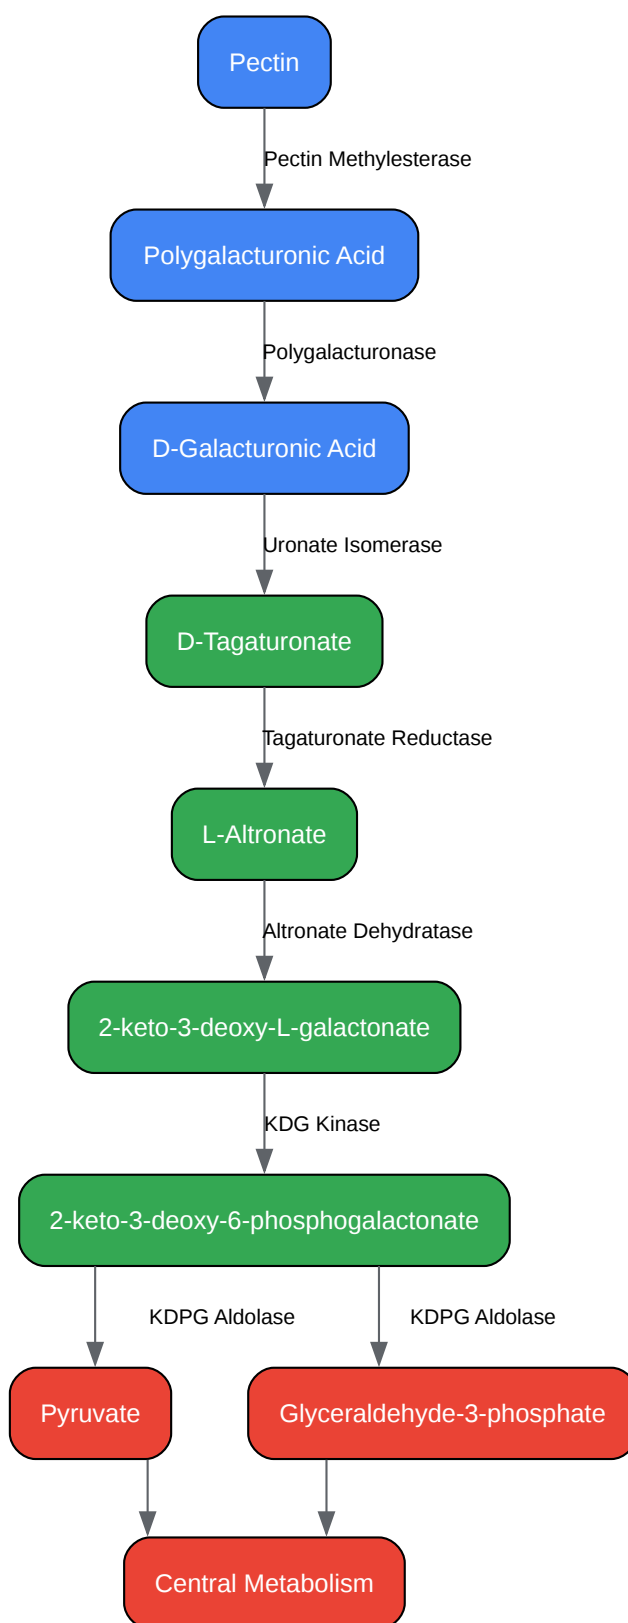 Pectin
Pectin Methylesterase
Polygalacturonic Acid
Polygalacturonase
D-Galacturonic Acid
Uronate Isomerase
D-Tagaturonate
Tagaturonate Reductase
L-Altronate
Altronate Dehydratase
2-keto-3-deoxy-L-galactonate
KDG Kinase
2-keto-3-deoxy-6-phosphogalactonate
KDPG Aldolase
KDPG Aldolase
Pyruvate
Glyceraldehyde-3-phosphate
Central Metabolism